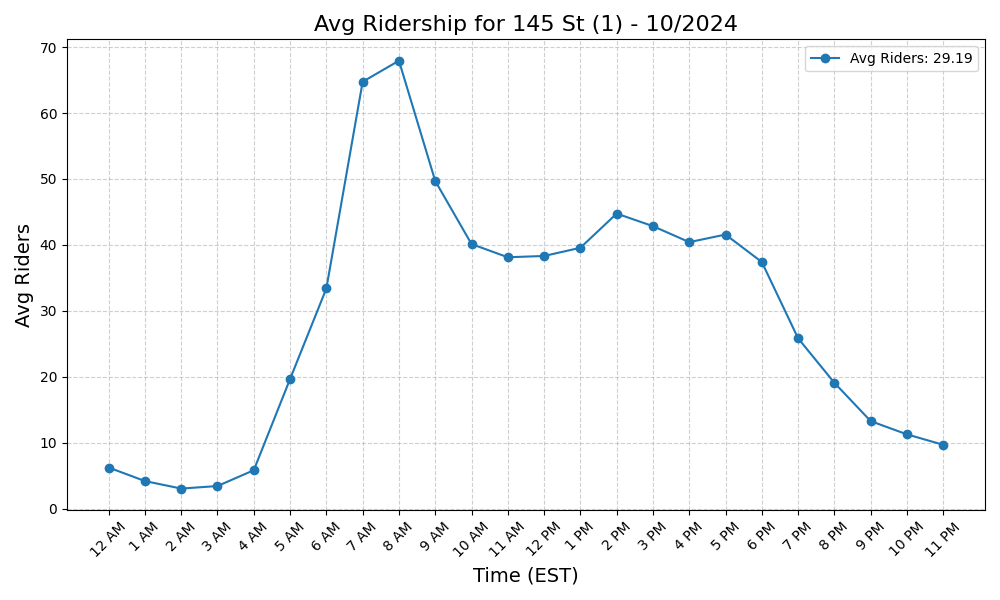 Avg Ridership for 145 St (1) - 10/2024
Avg Riders: 29.19
Avg Riders
70
60
50
40
30
20
10
0
12 AM
1 AM
2 AM
3 AM
4 AM
5 AM
6 AM
7 AM
8 AM
9 AM
10 AM
11 AM
12 PM
1 PM
2 PM
3 PM
4 PM
5 PM
6 PM
7 PM
8 PM
9 PM
10 PM
11 PM
Time (EST)